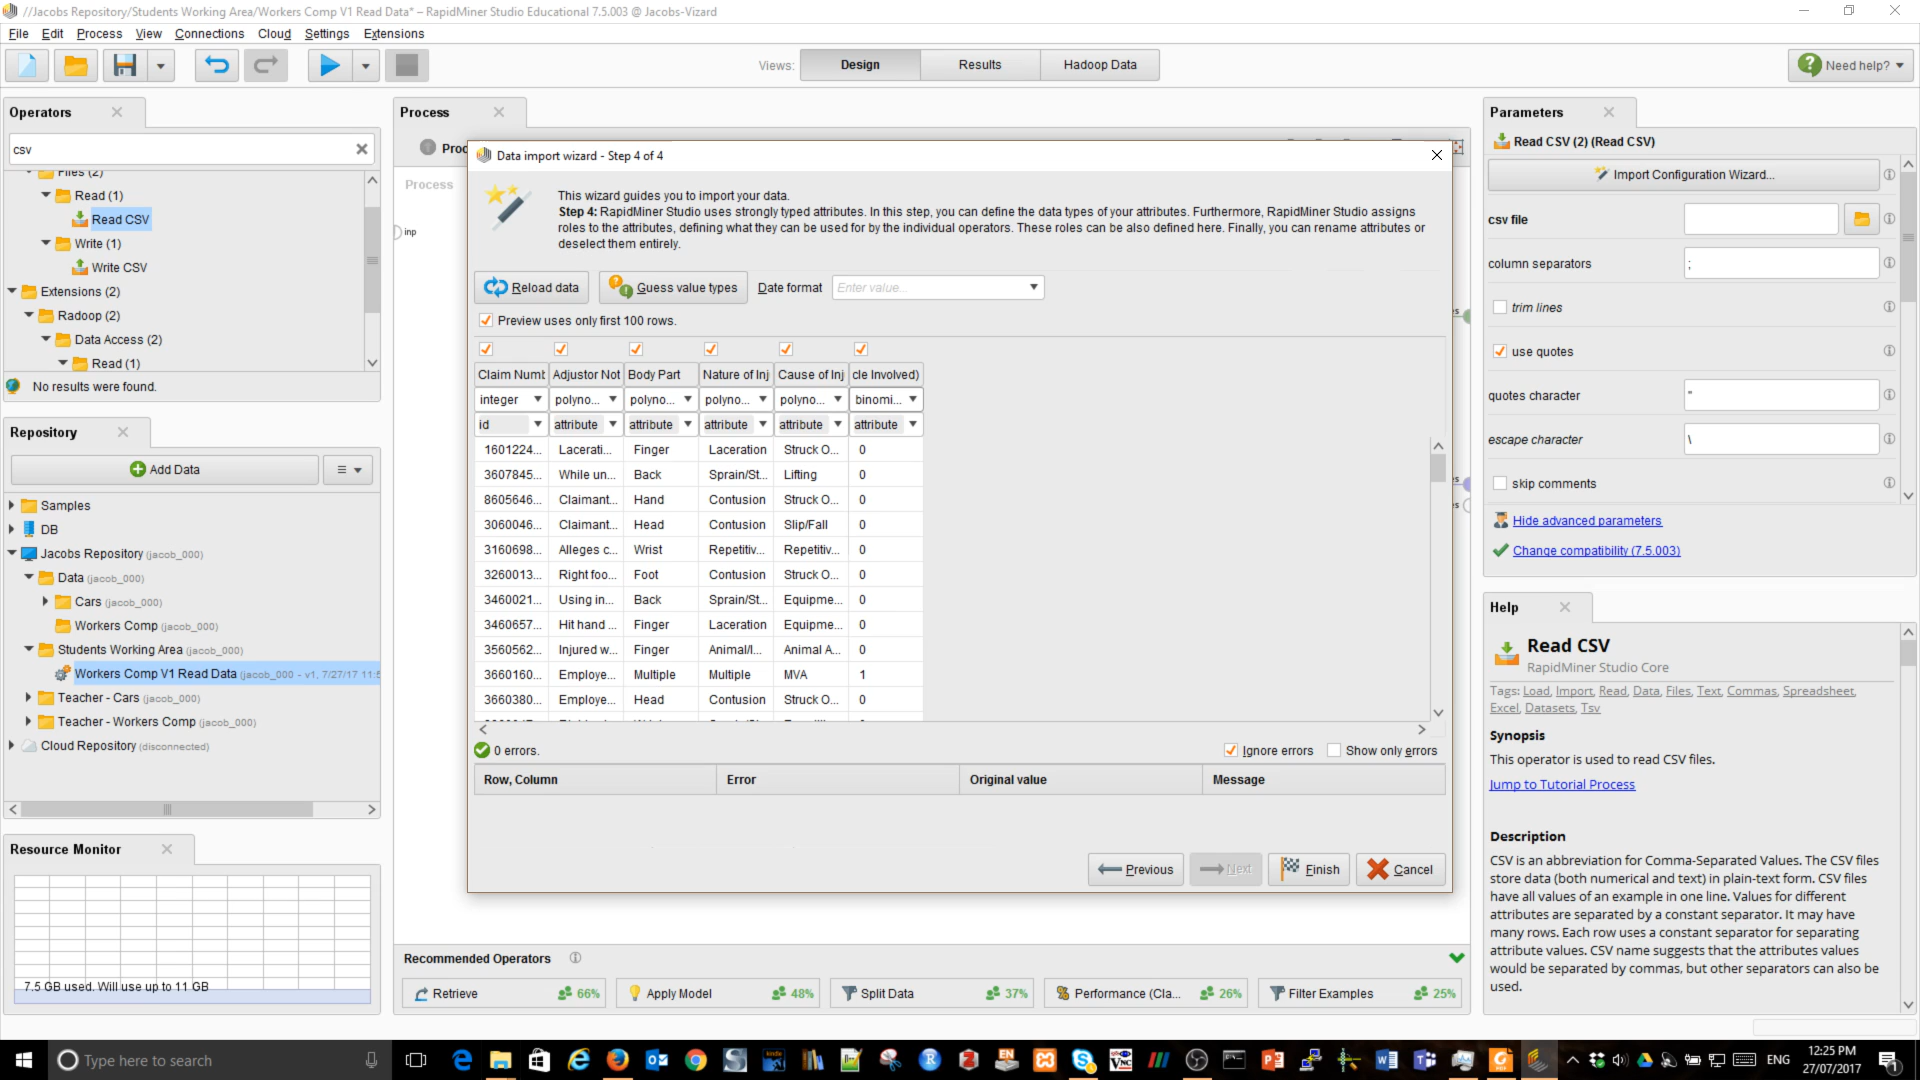 //Jacobs Repository/Students Working Area/Workers Comp V1 Read Data* – RapidMiner Studio Educational 7.5.003 @ Jacobs-Vizard
File Edit Process View Connections Cloud Settings Extensions
Views: Design Results Hadoop Data
Need help?
Operators
csv
Files (2)
Read (1)
Read CSV
Write (1)
Write CSV
Extensions (2)
Radoop (2)
Data Access (2)
Read (1)
No results were found.
Repository
Add Data
Samples
DB
Jacobs Repository (jacob_000)
Data (jacob_000)
Cars (jacob_000)
Workers Comp (jacob_000)
Students Working Area (jacob_000)
Workers Comp V1 Read Data (jacob_000 - v1, 7/27/17 11:5
Teacher - Cars (jacob_000)
Teacher - Workers Comp (jacob_000)
Cloud Repository (disconnected)
Resource Monitor
7.5 GB used. Will use up to 11 GB
Process
Proc
Process
inp
Data import wizard - Step 4 of 4
This wizard guides you to import your data.
Step 4: RapidMiner Studio uses strongly typed attributes. In this step, you can define the data types of your attributes. Furthermore, RapidMiner Studio assigns
roles to the attributes, defining what they can be used for by the individual operators. These roles can be also defined here. Finally, you can rename attributes or
deselect them entirely.
Reload data Guess value types Date format Enter value...
Preview uses only first 100 rows.
Claim Numb Adjustor Not Body Part Nature of Inj Cause of Inj cle Involved)
integer polyno... polyno... polyno... polyno... binomi...
id attribute attribute attribute attribute attribute
1601224... Lacerati... Finger Laceration Struck O... 0
3607845... While un... Back Sprain/St... Lifting 0
8605646... Claimant... Hand Contusion Struck O... 0
3060046... Claimant... Head Contusion Slip/Fall 0
3160698... Alleges c... Wrist Repetitiv... Repetitiv... 0
3260013... Right foo... Foot Contusion Struck O... 0
3460021... Using in... Back Sprain/St... Equipme... 0
3460657... Hit hand ... Finger Laceration Equipme... 0
3560562... Injured w... Finger Animal/I... Animal A... 0
3660160... Employe... Multiple Multiple MVA 1
3660380... Employe... Head Contusion Struck O... 0
0 errors.
Ignore errors Show only errors
Row, Column Error Original value Message
Previous Next Finish Cancel
Recommended Operators
Retrieve 66% Apply Model 48% Split Data 37% Performance (Cla... 26% Filter Examples 25%
Parameters
Read CSV (2) (Read CSV)
Import Configuration Wizard...
csv file
column separators ;
trim lines
use quotes
quotes character "
escape character \
skip comments
Hide advanced parameters
Change compatibility (7.5.003)
Help
Read CSV
RapidMiner Studio Core
Tags: Load, Import, Read, Data, Files, Text, Commas, Spreadsheet,
Excel, Datasets, Tsv
Synopsis
This operator is used to read CSV files.
Jump to Tutorial Process
Description
CSV is an abbreviation for Comma-Separated Values. The CSV files
store data (both numerical and text) in plain-text form. CSV files
have all values of an example in one line. Values for different
attributes are separated by a constant separator. It may have
many rows. Each row uses a constant separator for separating
attribute values. CSV name suggests that the attributes values
would be separated by commas, but other separators can also be
used.
Type here to search
ENG
12:25 PM
27/07/2017